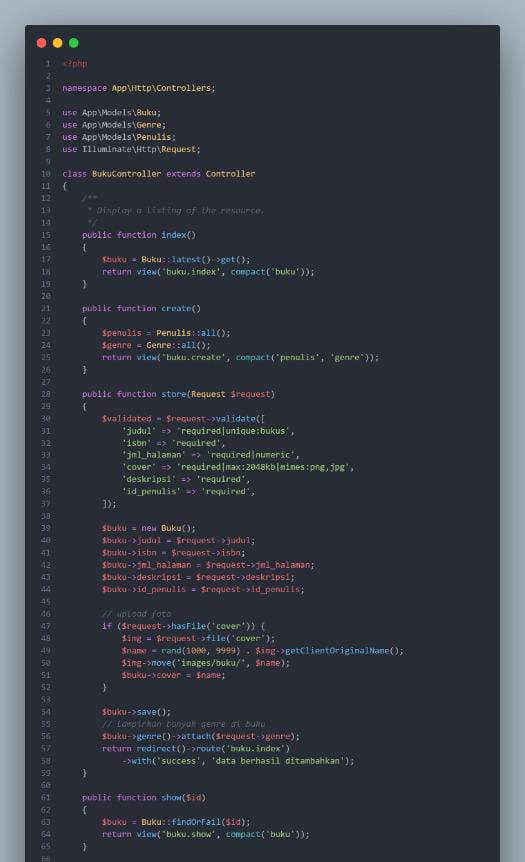 1 <?php
2
3 namespace App\Http\Controllers;
4
5 use App\Models\Buku;
6 use App\Models\Genre;
7 use App\Models\Penulis;
8 use Illuminate\Http\Request;
9
10 class BukuController extends Controller
11 {
12     /**
13      * Display a listing of the resource.
14      */
15     public function index()
16     {
17         $buku = Buku::latest()->get();
18         return view('buku.index', compact('buku'));
19     }
20
21     public function create()
22     {
23         $penulis = Penulis::all();
24         $genre = Genre::all();
25         return view('buku.create', compact('penulis', 'genre'));
26     }
27
28     public function store(Request $request)
29     {
30         $validated = $request->validate([
31             'judul' => 'required|unique:bukus',
32             'isbn' => 'required',
33             'jml_halaman' => 'required|numeric',
34             'cover' => 'required|max:2048kb|mimes:png,jpg',
35             'deskripsi' => 'required',
36             'id_penulis' => 'required',
37         ]);
38
39         $buku = new Buku();
40         $buku->judul = $request->judul;
41         $buku->isbn = $request->isbn;
42         $buku->jml_halaman = $request->jml_halaman;
43         $buku->deskripsi = $request->deskripsi;
44         $buku->id_penulis = $request->id_penulis;
45
46         // upload foto
47         if ($request->hasFile('cover')) {
48             $img = $request->file('cover');
49             $name = rand(1000, 9999) . $img->getClientOriginalName();
50             $img->move('images/buku/', $name);
51             $buku->cover = $name;
52         }
53
54         $buku->save();
55         // lampirkan banyak genre di buku
56         $buku->genre()->attach($request->genre);
57         return redirect()->route('buku.index')
58             ->with('success', 'data berhasil ditambahkan');
59     }
60
61     public function show($id)
62     {
63         $buku = Buku::findOrFail($id);
64         return view('buku.show', compact('buku'));
65     }
66